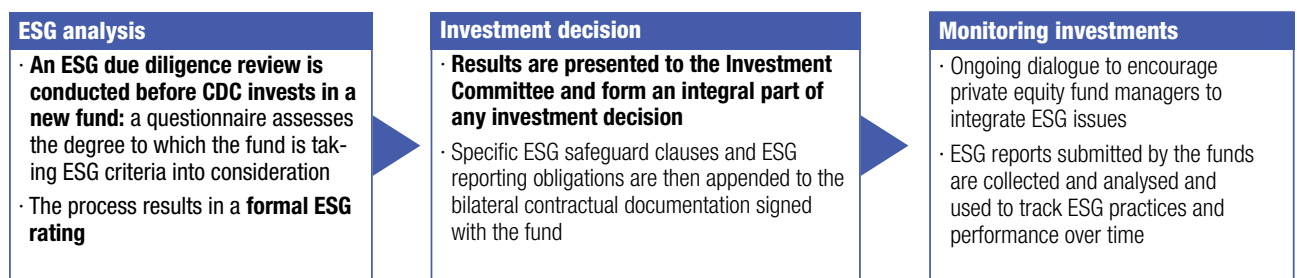 ESG analysis
· An ESG due diligence review is
conducted before CDC invests in a
new fund: a questionnaire assesses
the degree to which the fund is tak-
ing ESG criteria into consideration
· The process results in a formal ESG
rating
Investment decision
· Results are presented to the Investment
Committee and form an integral part of
any investment decision
· Specific ESG safeguard clauses and ESG
reporting obligations are then appended to the
bilateral contractual documentation signed
with the fund
Monitoring investments
· Ongoing dialogue to encourage
private equity fund managers to
integrate ESG issues
· ESG reports submitted by the funds
are collected and analysed and
used to track ESG practices and
performance over time